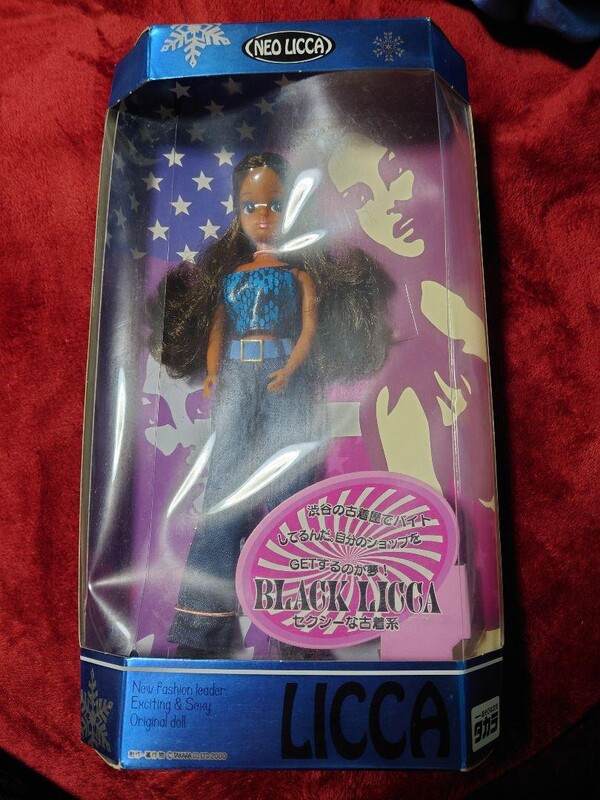 NEO LICCA
渋谷の古着屋でバイト
してるんだ。自分のショップを
GETするのが夢!
BLACK LICCA
セクシーな古着系
New fashion leader
Exciting & Sexy
Original doll
LICCA
タカラ